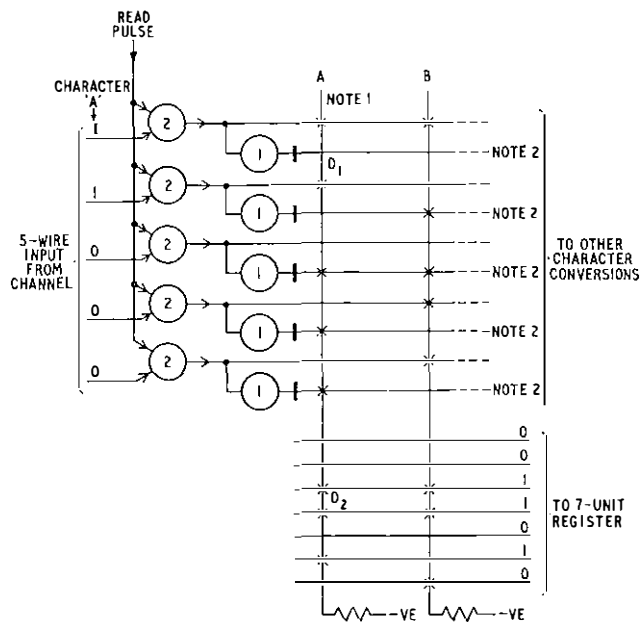 READ
PULSE
CHARACTER
'A'
1
1
0
0
0
5-WIRE
INPUT
FROM
CHANNEL
2
2
2
2
2
1
1
1
1
1
A
B
NOTE 1
D1
NOTE 2
NOTE 2
NOTE 2
NOTE 2
NOTE 2
TO OTHER
CHARACTER
CONVERSIONS
D2
0
0
1
1
0
1
0
TO 7-UNIT
REGISTER
-VE
-VE